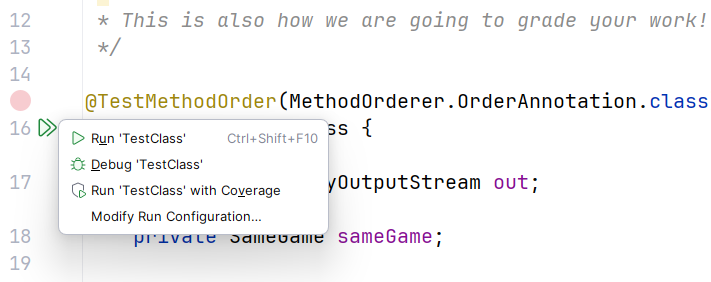 12 * This is also how we are going to grade your work!
13 */
14
@TestMethodOrder(MethodOrderer.OrderAnnotation.class
16 {
Run 'TestClass' Ctrl+Shift+F10
Debug 'TestClass'
17 yOutputStream out;
Run 'TestClass' with Coverage
Modify Run Configuration...
18 private SameGame sameGame;
19